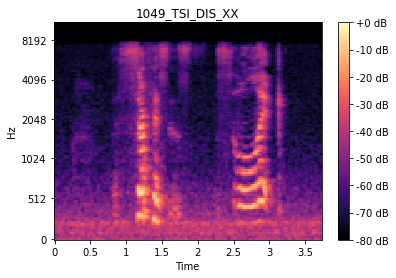 1049_TSI_DIS_XX
+0 dB
8192
-10 dB
4096
-20 dB
-30 dB
2048
Hz
-40 dB
1024
-50 dB
512
-60 dB
-70 dB
0
-80 dB
0 0.5 1 1.5 2 2.5 3 3.5
Time